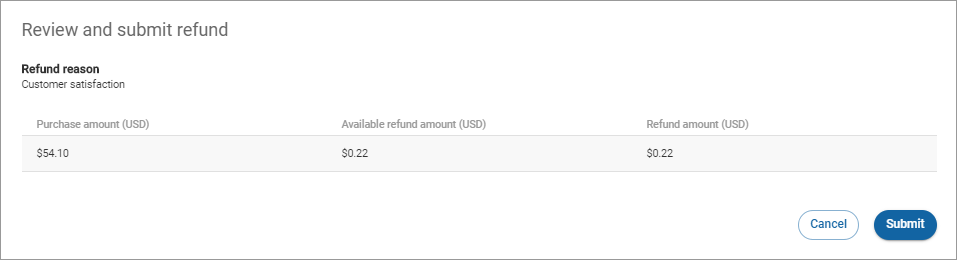 Review and submit refund
Refund reason
Customer satisfaction
Purchase amount (USD) Available refund amount (USD) Refund amount (USD)
$54.10 $0.22 $0.22
Cancel Submit